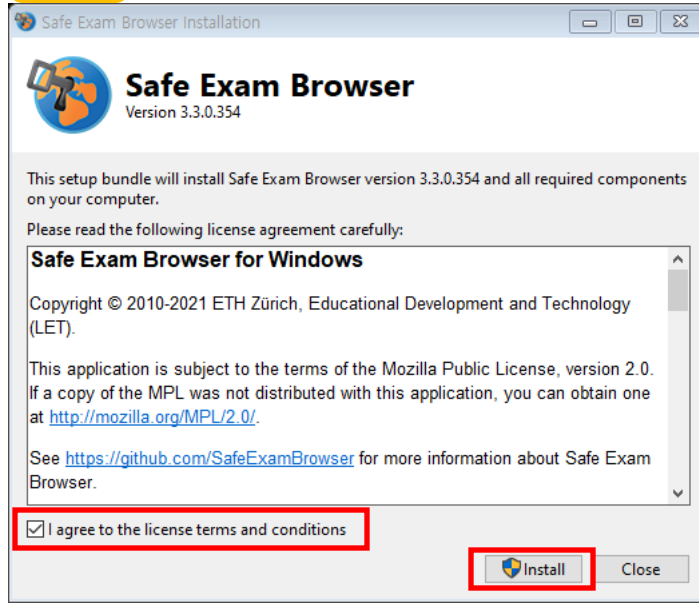 Safe Exam Browser Installation
Safe Exam Browser
Version 3.3.0.354
This setup bundle will install Safe Exam Browser version 3.3.0.354 and all required components
on your computer.
Please read the following license agreement carefully:
Safe Exam Browser for Windows
Copyright © 2010-2021 ETH Zürich, Educational Development and Technology
(LET).
This application is subject to the terms of the Mozilla Public License, version 2.0.
If a copy of the MPL was not distributed with this application, you can obtain one
at http://mozilla.org/MPL/2.0/.
See https://github.com/SafeExamBrowser for more information about Safe Exam
Browser.
I agree to the license terms and conditions
Install
Close